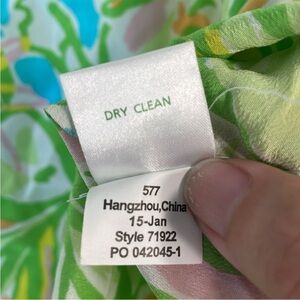 DRY CLEAN
577
Hangzhou,China
15-Jan
Style 71922
PO 042045-1